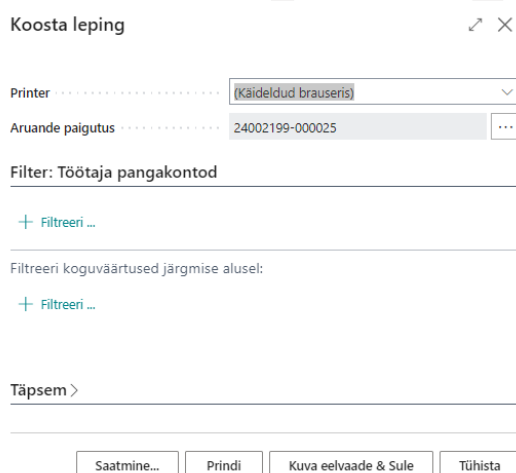 Koosta leping
Printer (Käideldud brauseris)
Aruande paigutus 24002199-000025 ...
Filter: Töötaja pangakontod
+ Filtreeri ...
Filtreeri koguväärtused järgmise alusel:
+ Filtreeri ...
Täpsem >
Saatmine... Prindi Kuva eelvaade & Sule Tühista